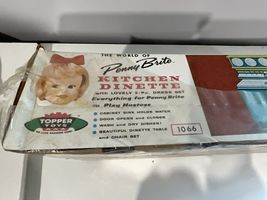 THE WORLD OF
Penny Brite
KITCHEN
DINETTE
with LOVELY 2-Pc. DRESS SET
Everything for Penny Brite
to Play Hostess
CABINET SINK HOLDS WATER
DOOR OPENS and CLOSES
WASH and DRY DISHES!
BEAUTIFUL DINETTE TABLE
and CHAIR SET
1066
TOPPER
TOYS